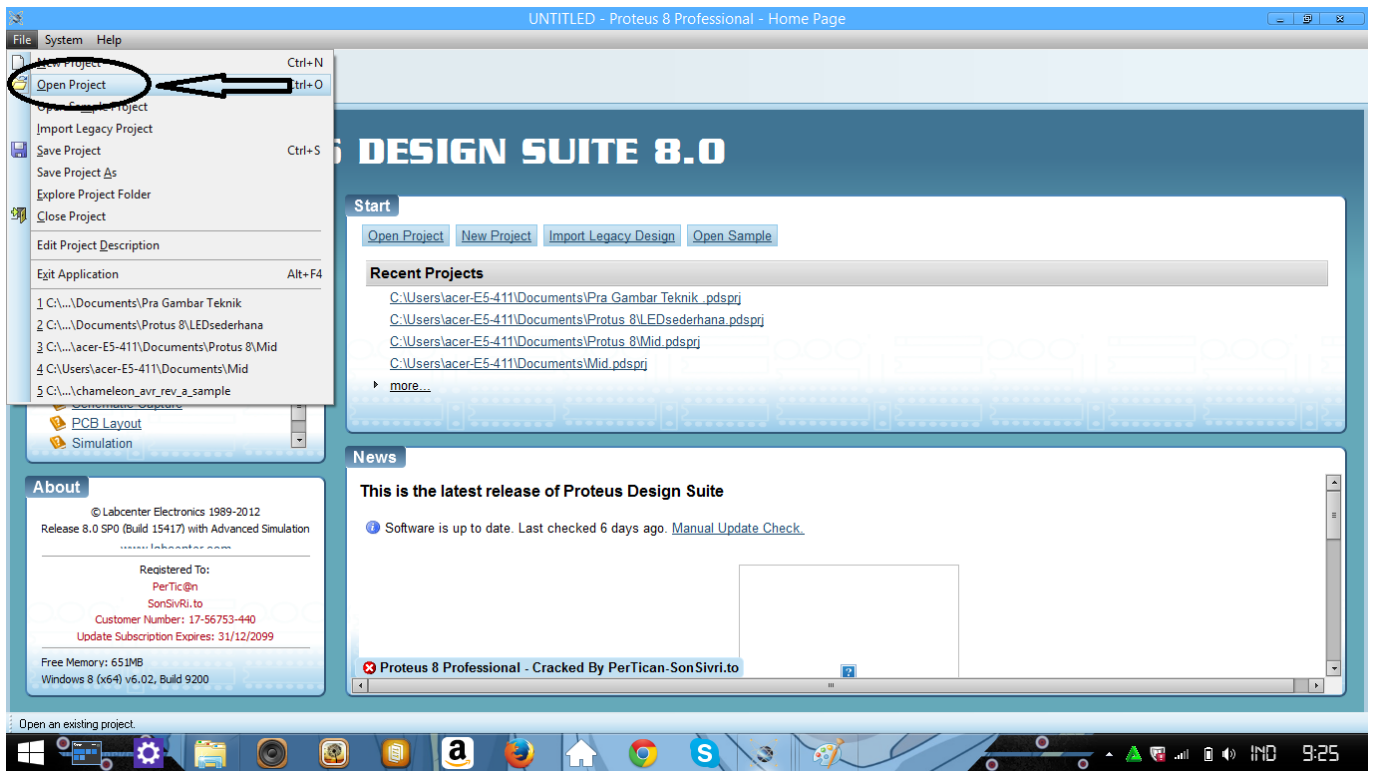 UNTITLED - Proteus 8 Professional - Home Page
File System Help
New Project Ctrl+N
Open Project Ctrl+O
Open Sample Project
Import Legacy Project
Save Project Ctrl+S
Save Project As
Explore Project Folder
Close Project
Edit Project Description
Exit Application Alt+F4
1 C:\...\Documents\Pra Gambar Teknik
2 C:\...\Documents\Protus 8\LEDsederhana
3 C:\...\acer-E5-411\Documents\Protus 8\Mid
4 C:\Users\acer-E5-411\Documents\Mid
5 C:\...\chameleon_avr_rev_a_sample
DESIGN SUITE 8.0
Start
Open Project New Project Import Legacy Design Open Sample
Recent Projects
C:\Users\acer-E5-411\Documents\Pra Gambar Teknik .pdsprj
C:\Users\acer-E5-411\Documents\Protus 8\LEDsederhana.pdsprj
C:\Users\acer-E5-411\Documents\Protus 8\Mid.pdsprj
C:\Users\acer-E5-411\Documents\Mid.pdsprj
more...
Schematic Capture
PCB Layout
Simulation
News
This is the latest release of Proteus Design Suite
Software is up to date. Last checked 6 days ago. Manual Update Check.
Proteus 8 Professional - Cracked By PerTican-SonSivri.to
About
© Labcenter Electronics 1989-2012
Release 8.0 SP0 (Build 15417) with Advanced Simulation
www.labcenter.com
Registered To:
PerTic@n
SonSivRi.to
Customer Number: 17-56753-440
Update Subscription Expires: 31/12/2099
Free Memory: 651MB
Windows 8 (x64) v6.02, Build 9200
Open an existing project.
IND 9:25